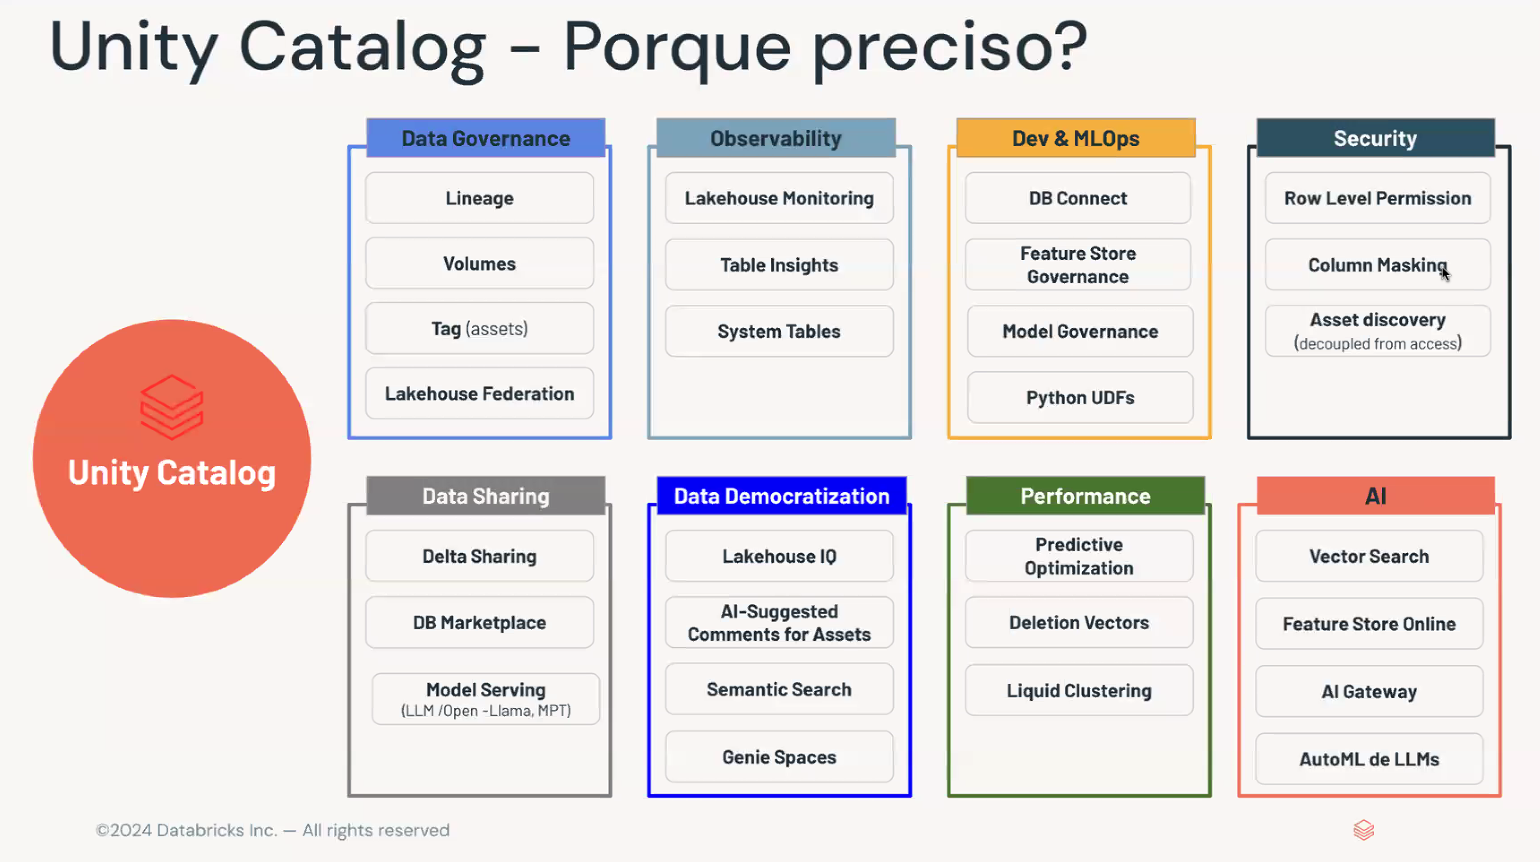 Unity Catalog - Porque preciso?
Unity Catalog
Data Governance
Lineage
Volumes
Tag (assets)
Lakehouse Federation
Observability
Lakehouse Monitoring
Table Insights
System Tables
Dev & MLOps
DB Connect
Feature Store
Governance
Model Governance
Python UDFs
Security
Row Level Permission
Column Masking
Asset discovery
(decoupled from access)
Data Sharing
Delta Sharing
DB Marketplace
Model Serving
(LLM /Open -Llama, MPT)
Data Democratization
Lakehouse IQ
AI-Suggested
Comments for Assets
Semantic Search
Genie Spaces
Performance
Predictive
Optimization
Deletion Vectors
Liquid Clustering
AI
Vector Search
Feature Store Online
AI Gateway
AutoML de LLMs
©2024 Databricks Inc. — All rights reserved